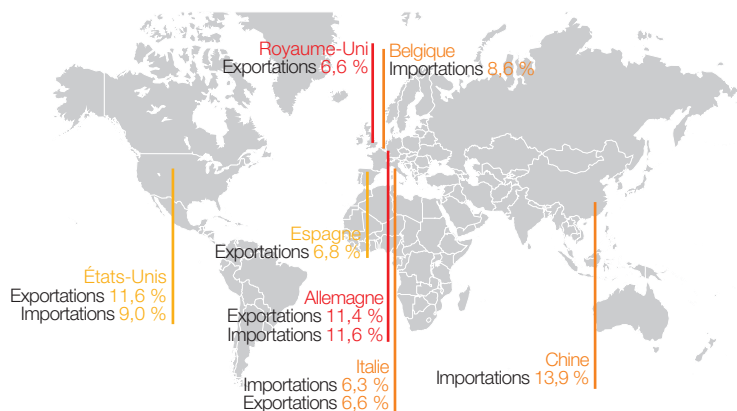 Royaume-Uni
Exportations 6,6 %
Belgique
Importations 8,6 %
Espagne
Exportations 6,8 %
États-Unis
Exportations 11,6 %
Importations 9,0 %
Allemagne
Exportations 11,4 %
Importations 11,6 %
Italie
Importations 6,3 %
Exportations 6,6 %
Chine
Importations 13,9 %